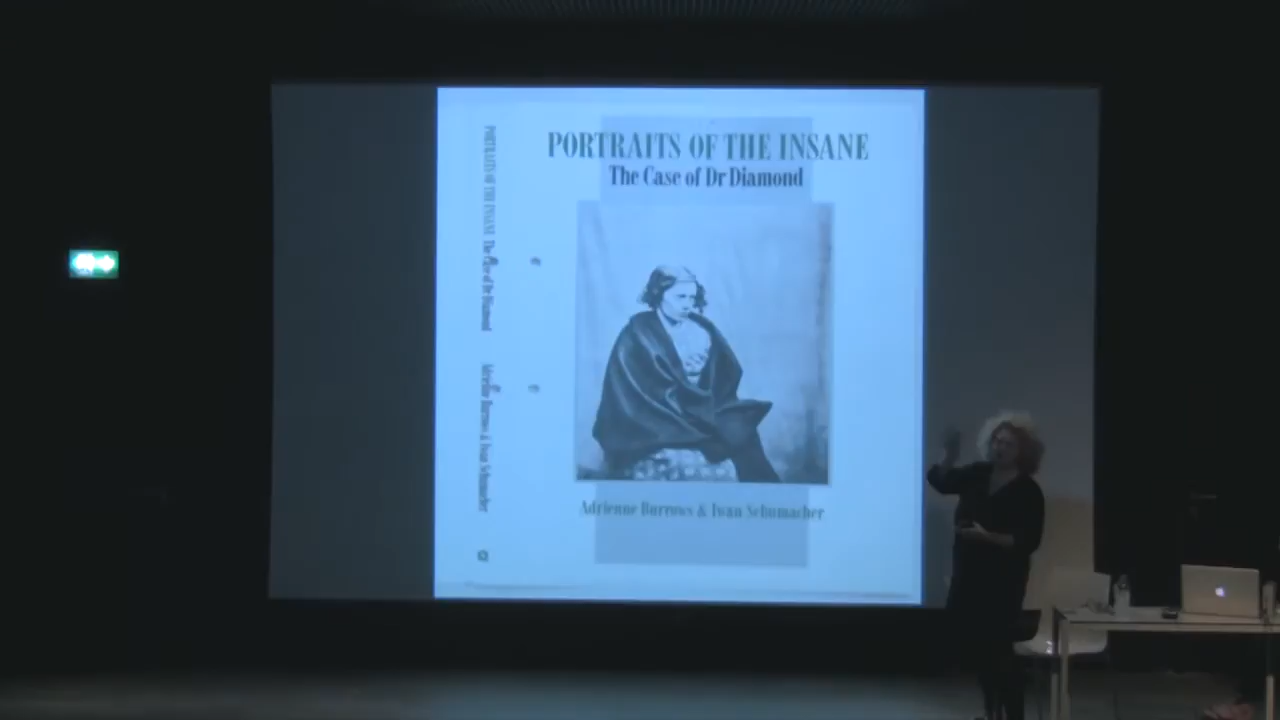 PORTRAITS OF THE INSANE
The Case of Dr Diamond
Adrienne Burrows & Iwan Schumacher
PORTRAITS OF THE INSANE The Case of Dr Diamond
Adrienne Burrows & Iwan Schumacher